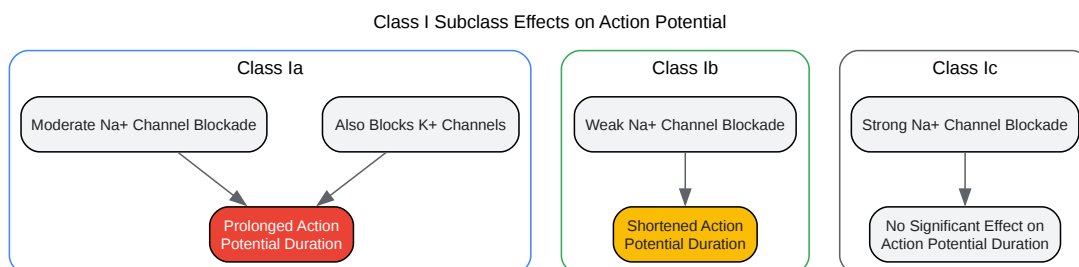 Class I Subclass Effects on Action Potential
Class Ia
Moderate Na+ Channel Blockade
Also Blocks K+ Channels
Prolonged Action
Potential Duration
Class Ib
Weak Na+ Channel Blockade
Shortened Action
Potential Duration
Class Ic
Strong Na+ Channel Blockade
No Significant Effect on
Action Potential Duration